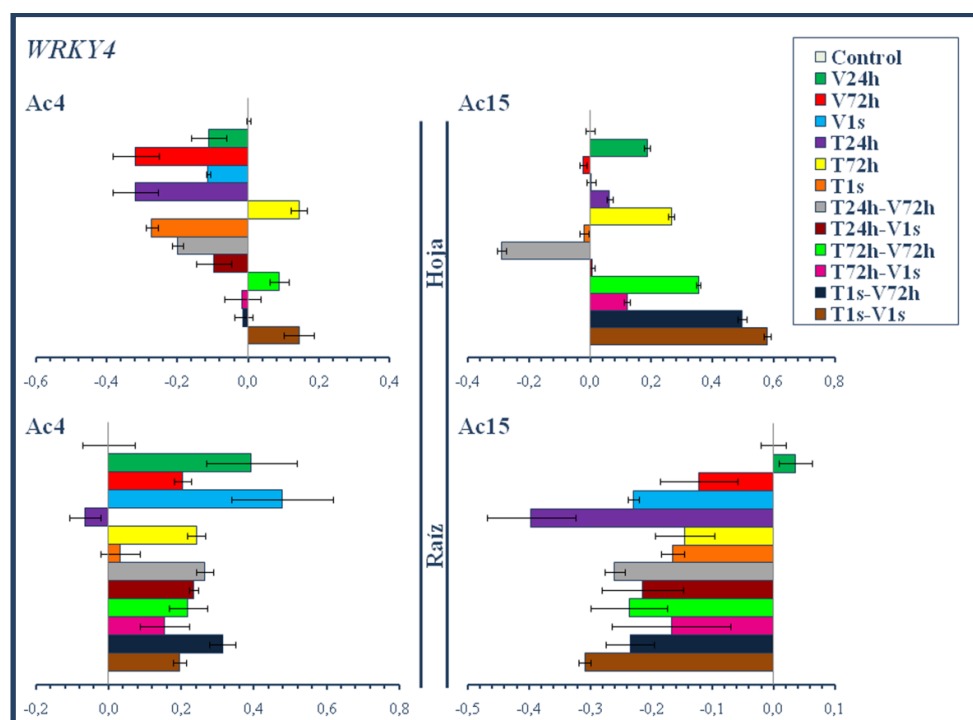 WRKY4
Ac4
Ac15
Control
V24h
V72h
V1s
T24h
T72h
T1s
T24h-V72h
T24h-V1s
T72h-V72h
T72h-V1s
T1s-V72h
T1s-V1s
Hoja
-0,6 -0,4 -0,2 0,0 0,2 0,4
-0,4 -0,2 0,0 0,2 0,4 0,6 0,8
Ac4
Ac15
Raíz
-0,2 0,0 0,2 0,4 0,6 0,8
-0,5 -0,4 -0,3 -0,2 -0,1 0,0 0,1